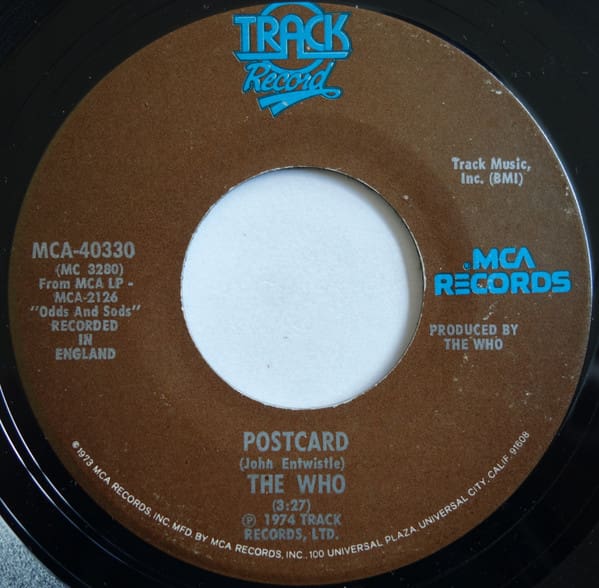 TRACK
Record
Track Music,
Inc. (BMI)
MCA-40330
(MC 3280)
From MCA LP -
MCA-2126
"Odds And Sods"
RECORDED
IN
ENGLAND
® MCA
RECORDS
PRODUCED BY
THE WHO
POSTCARD
(John Entwistle)
THE WHO
(3:27)
Ⓟ 1974 TRACK
RECORDS, LTD.
©1973 MCA RECORDS, INC. MFD. BY MCA RECORDS, INC., 100 UNIVERSAL PLAZA, UNIVERSAL CITY, CALIF. 91608